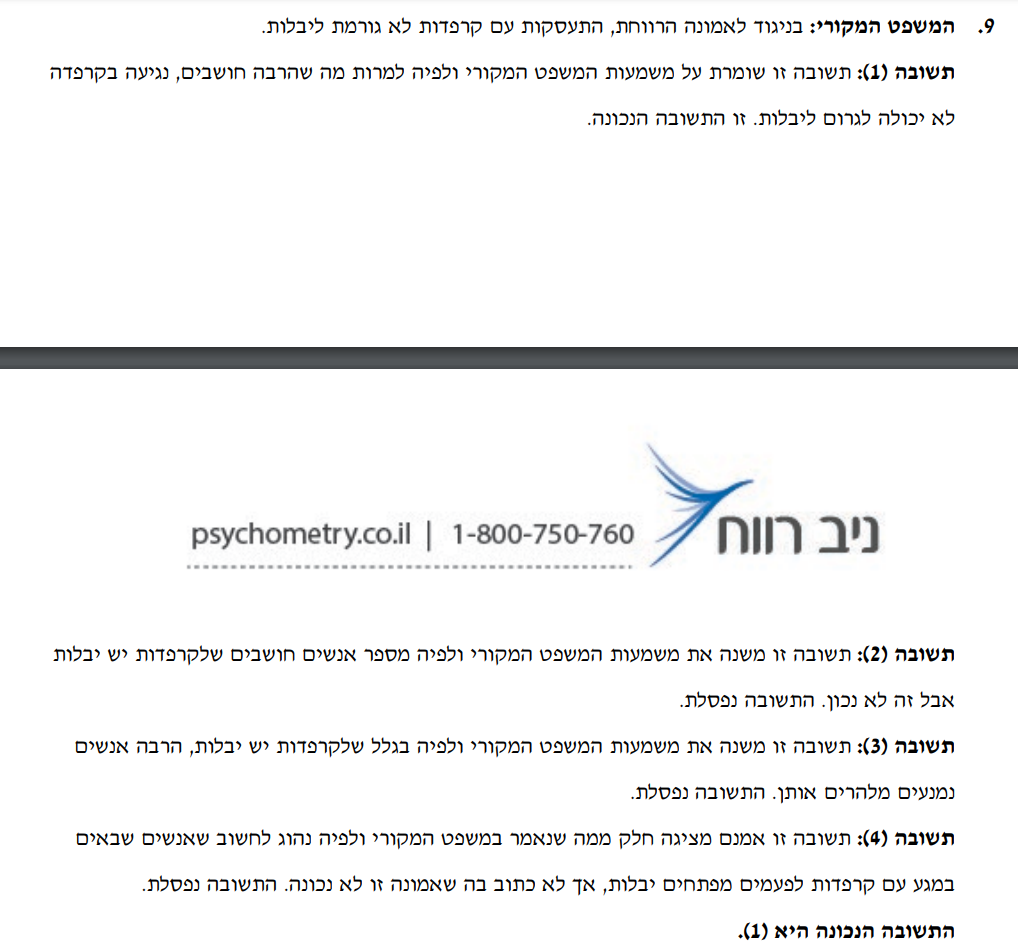 9. המשפט המקורי: בניגוד לאמונה הרווחת, התעסקות עם קרפדות לא גורמת ליבלות.
תשובה (1): תשובה זו שומרת על משמעות המשפט המקורי ולפיה למרות מה שהרבה חושבים, נגיעה בקרפדה
לא יכולה לגרום ליבלות. זו התשובה הנכונה.
ניב רווח
psychometry.co.il | 1-800-750-760
תשובה (2): תשובה זו משנה את משמעות המשפט המקורי ולפיה מספר אנשים חושבים שלקרפדות יש יבלות
אבל זה לא נכון. התשובה נפסלת.
תשובה (3): תשובה זו משנה את משמעות המשפט המקורי ולפיה בגלל שלקרפדות יש יבלות, הרבה אנשים
נמנעים מלהרים אותן. התשובה נפסלת.
תשובה (4): תשובה זו אמנם מציגה חלק ממה שנאמר במשפט המקורי ולפיה נהוג לחשוב שאנשים שבאים
במגע עם קרפדות לפעמים מפתחים יבלות, אך לא כתוב בה שאמונה זו לא נכונה. התשובה נפסלת.
התשובה הנכונה היא (1).